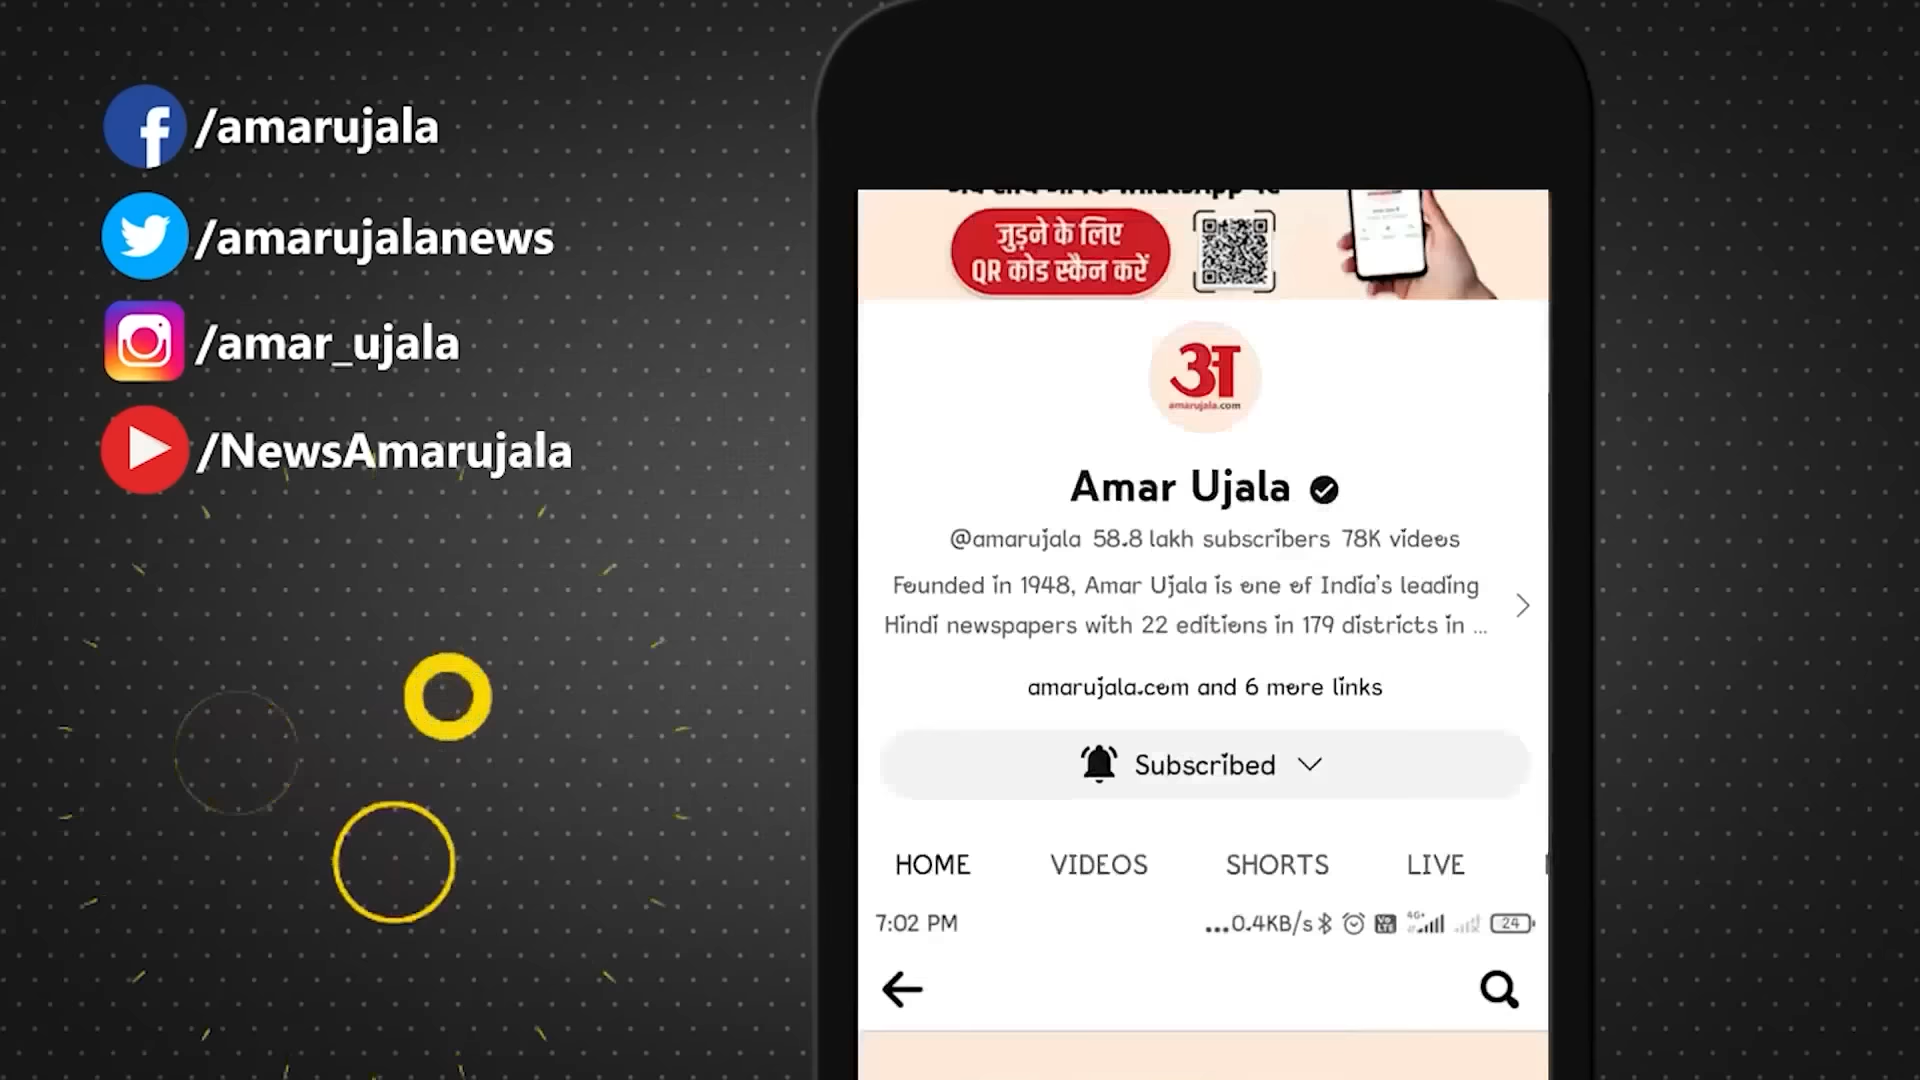 /amarujala
/amarujalanews
/amar_ujala
/NewsAmarujala
जुड़ने के लिए
QR कोड स्कैन करें
अ
amarujala.com
Amar Ujala
@amarujala 58.8 lakh subscribers 78K videos
Founded in 1948, Amar Ujala is one of India's leading
Hindi newspapers with 22 editions in 179 districts in ...
amarujala.com and 6 more links
Subscribed
HOME VIDEOS SHORTS LIVE
7:02 PM ...0.4KB/s 4G+ 24